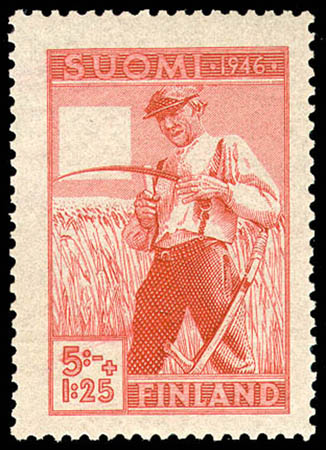 SUOMI · 1946 ·
5:-+
1:25
FINLAND